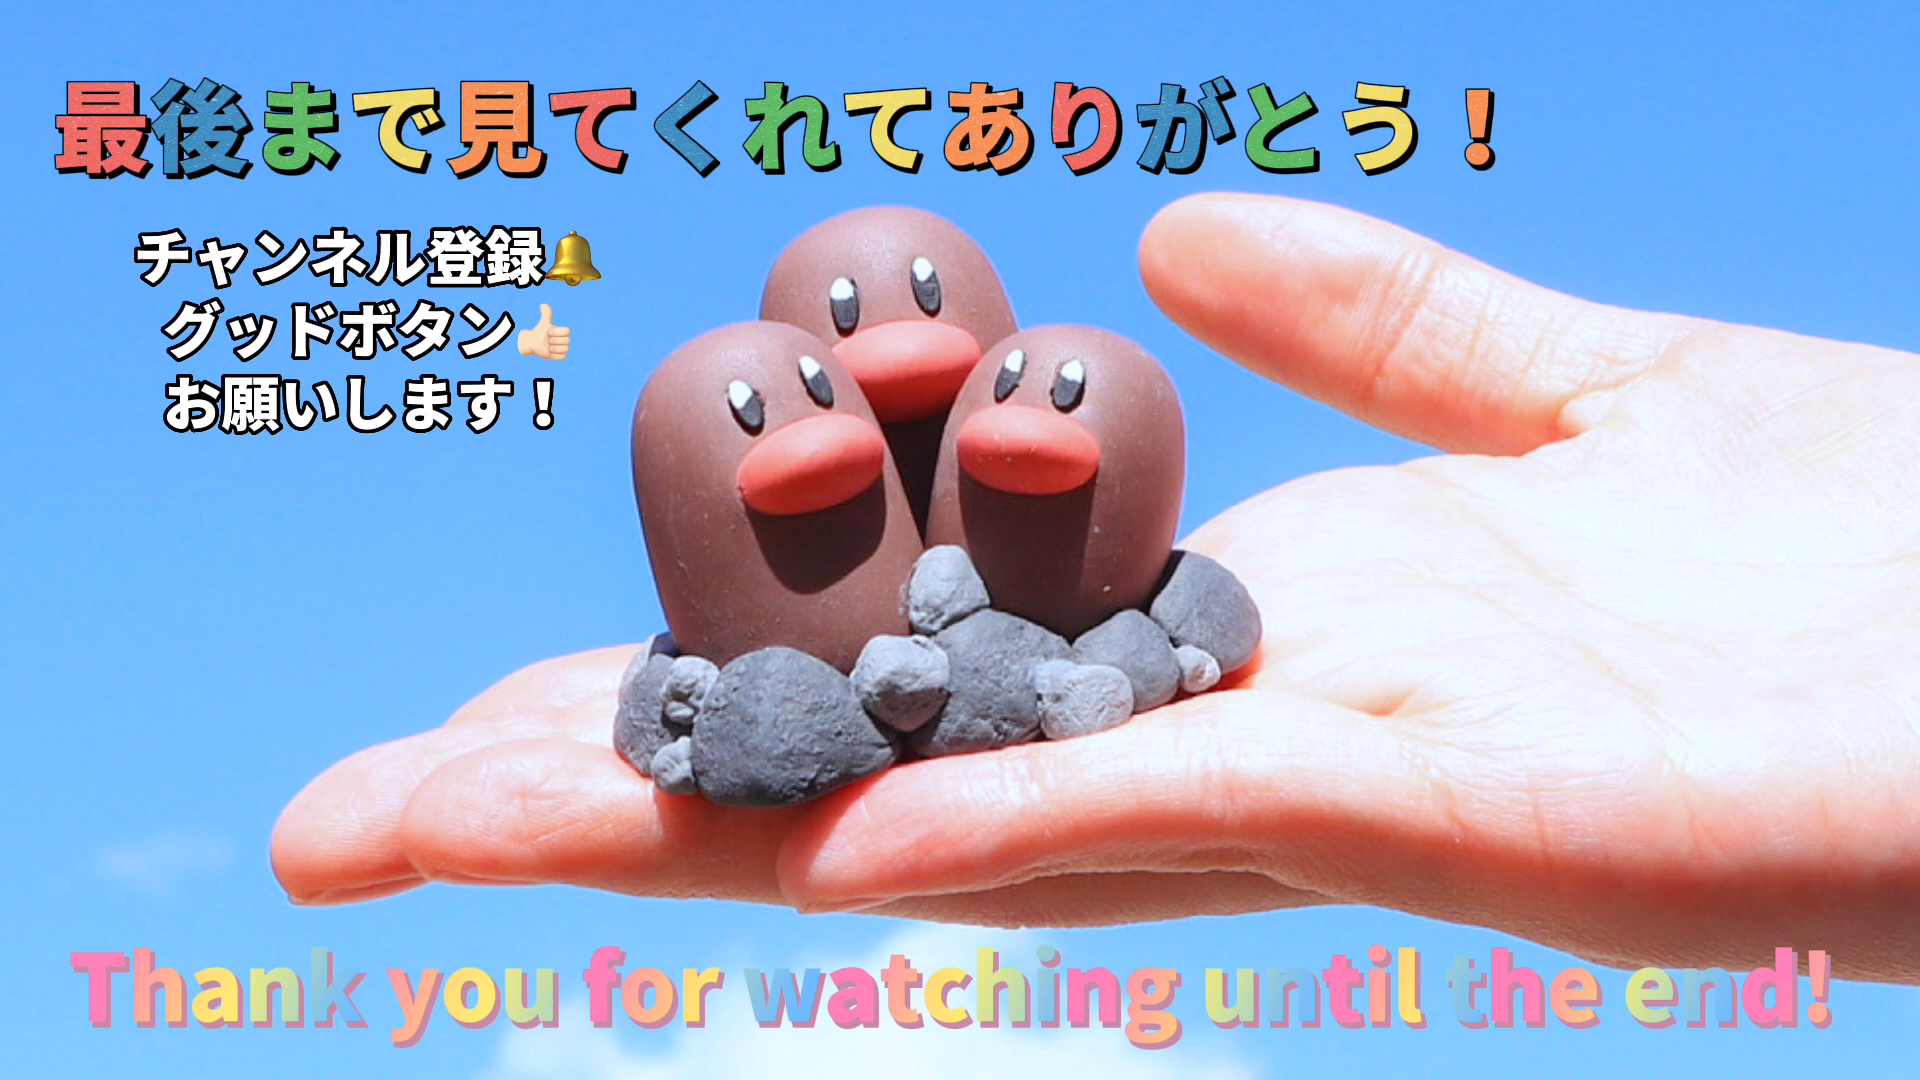 最後まで見てくれてありがとう！
チャンネル登録🔔
グッドボタン👍🏻
お願いします！
Thank you for watching until the end!